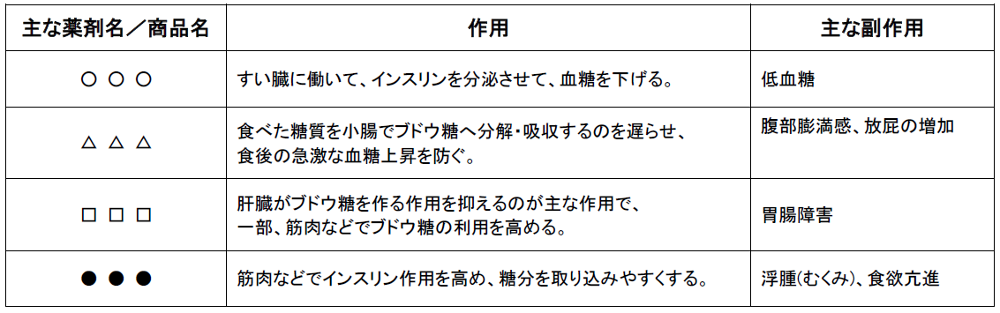 主な薬剤名／商品名 作用 主な副作用
○ ○ ○ すい臓に働いて、インスリンを分泌させて、血糖を下げる。 低血糖
△ △ △ 食べた糖質を小腸でブドウ糖へ分解・吸収するのを遅らせ、 腹部膨満感、放屁の増加
食後の急激な血糖上昇を防ぐ。
□ □ □ 肝臓がブドウ糖を作る作用を抑えるのが主な作用で、 胃腸障害
一部、筋肉などでブドウ糖の利用を高める。
● ● ● 筋肉などでインスリン作用を高め、糖分を取り込みやすくする。 浮腫(むくみ)、食欲亢進